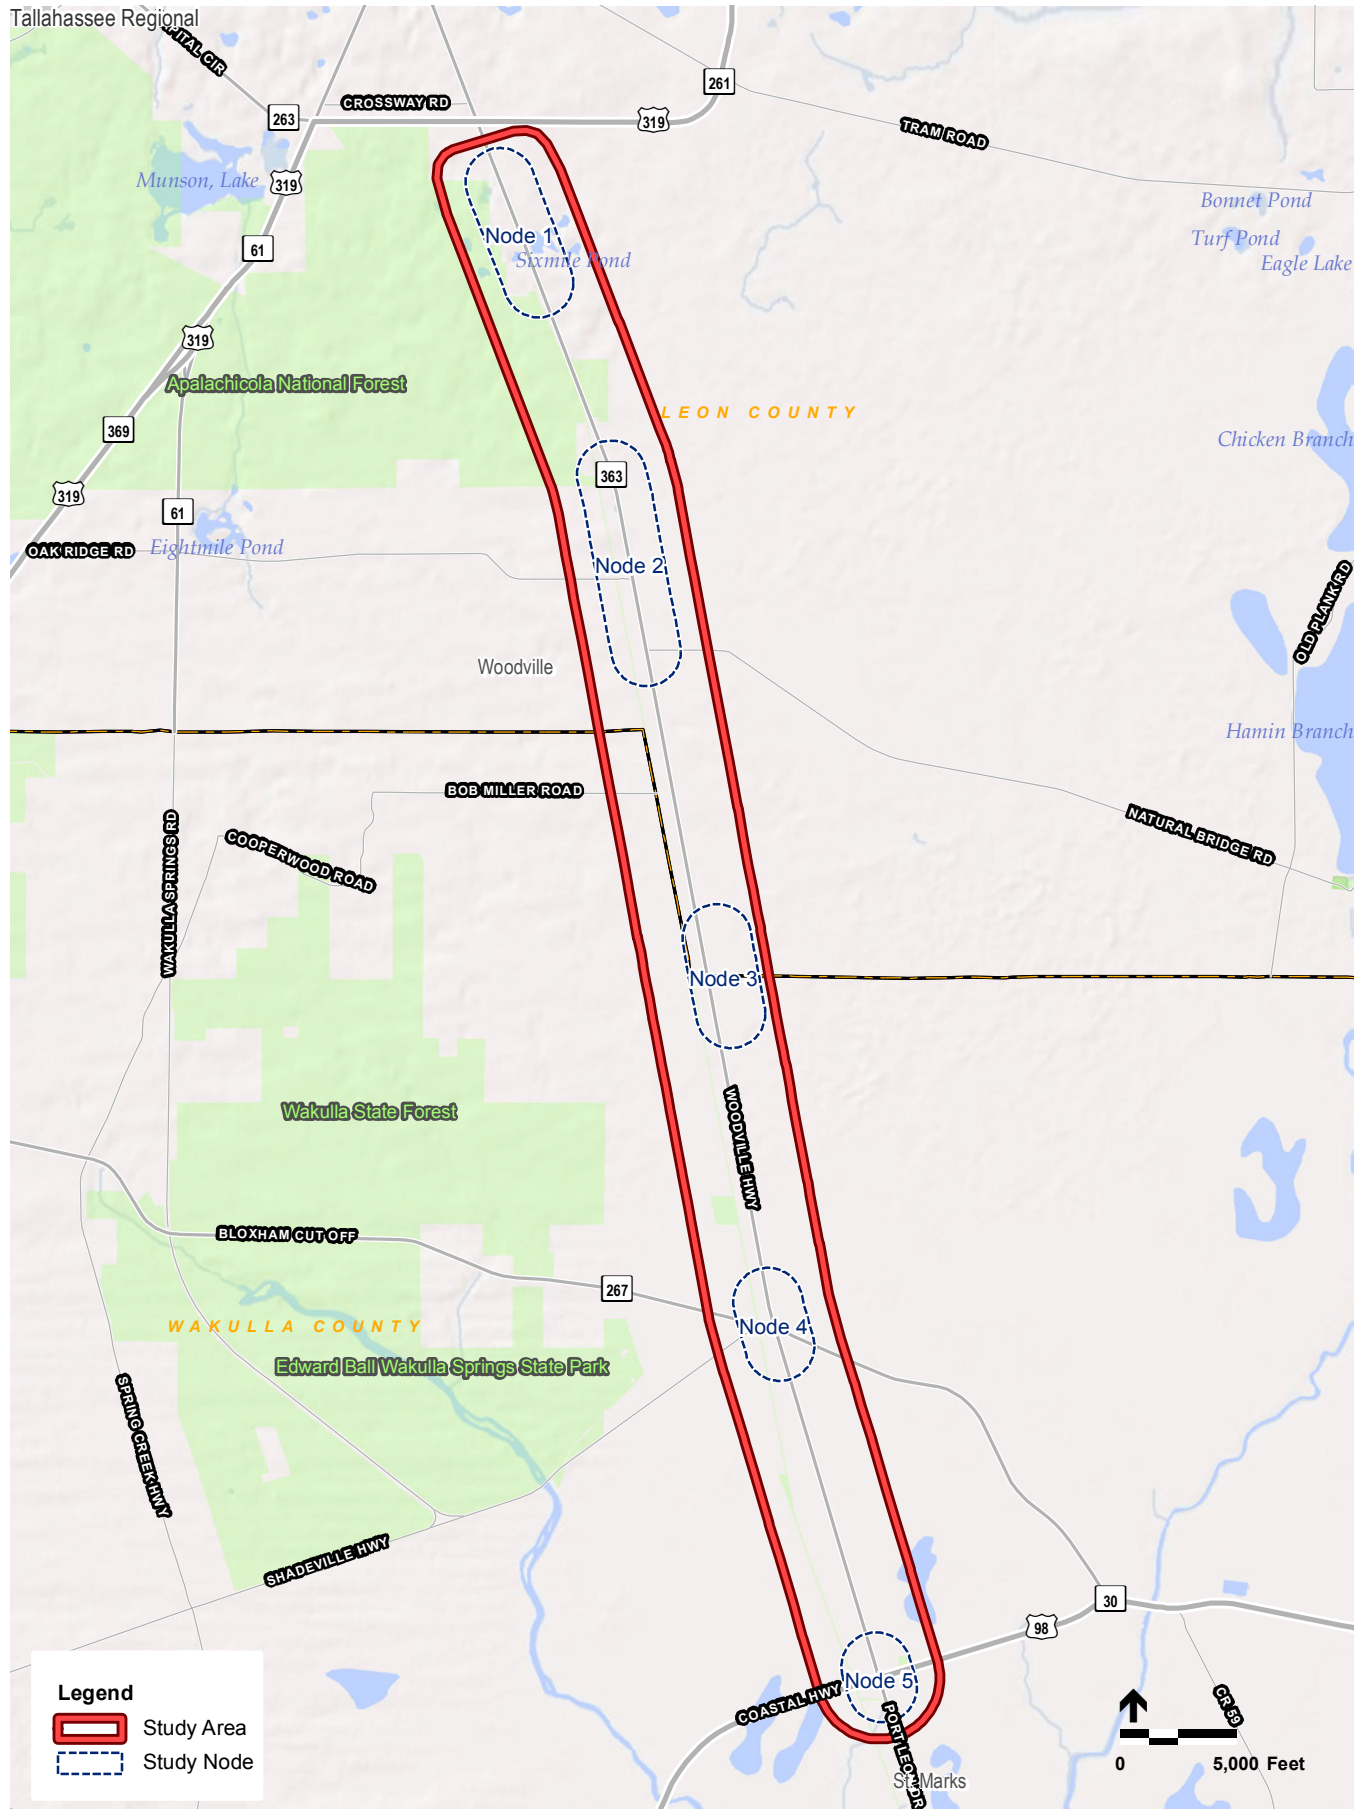 Tallahassee Regional
PITAL CIR
261
CROSSWAY RD
263
319
TRAM ROAD
Munson, Lake
319
Bonnet Pond
Node 1
Turf Pond
61
Sixmile Pond
Eagle Lake
319
Apalachicola National Forest
LEON COUNTY
369
Chicken Branch
363
319
61
OAK RIDGE RD
Eightmile Pond
Node 2
OLD PLANK RD
Woodville
Hamin Branch
BOB MILLER ROAD
NATURAL BRIDGE RD
COOPERWOOD ROAD
WAKULLA SPRINGS RD
Node 3
Wakulla State Forest
WOODVILLE HWY
BLOXHAM CUT OFF
267
WAKULLA COUNTY
Node 4
Edward Ball Wakulla Springs State Park
SPRING CREEK HWY
SHADEVILLE HWY
30
98
Node 5
COASTAL HWY
CR 59
PORT LEON DR
St. Marks
Legend
Study Area
Study Node
0 5,000 Feet